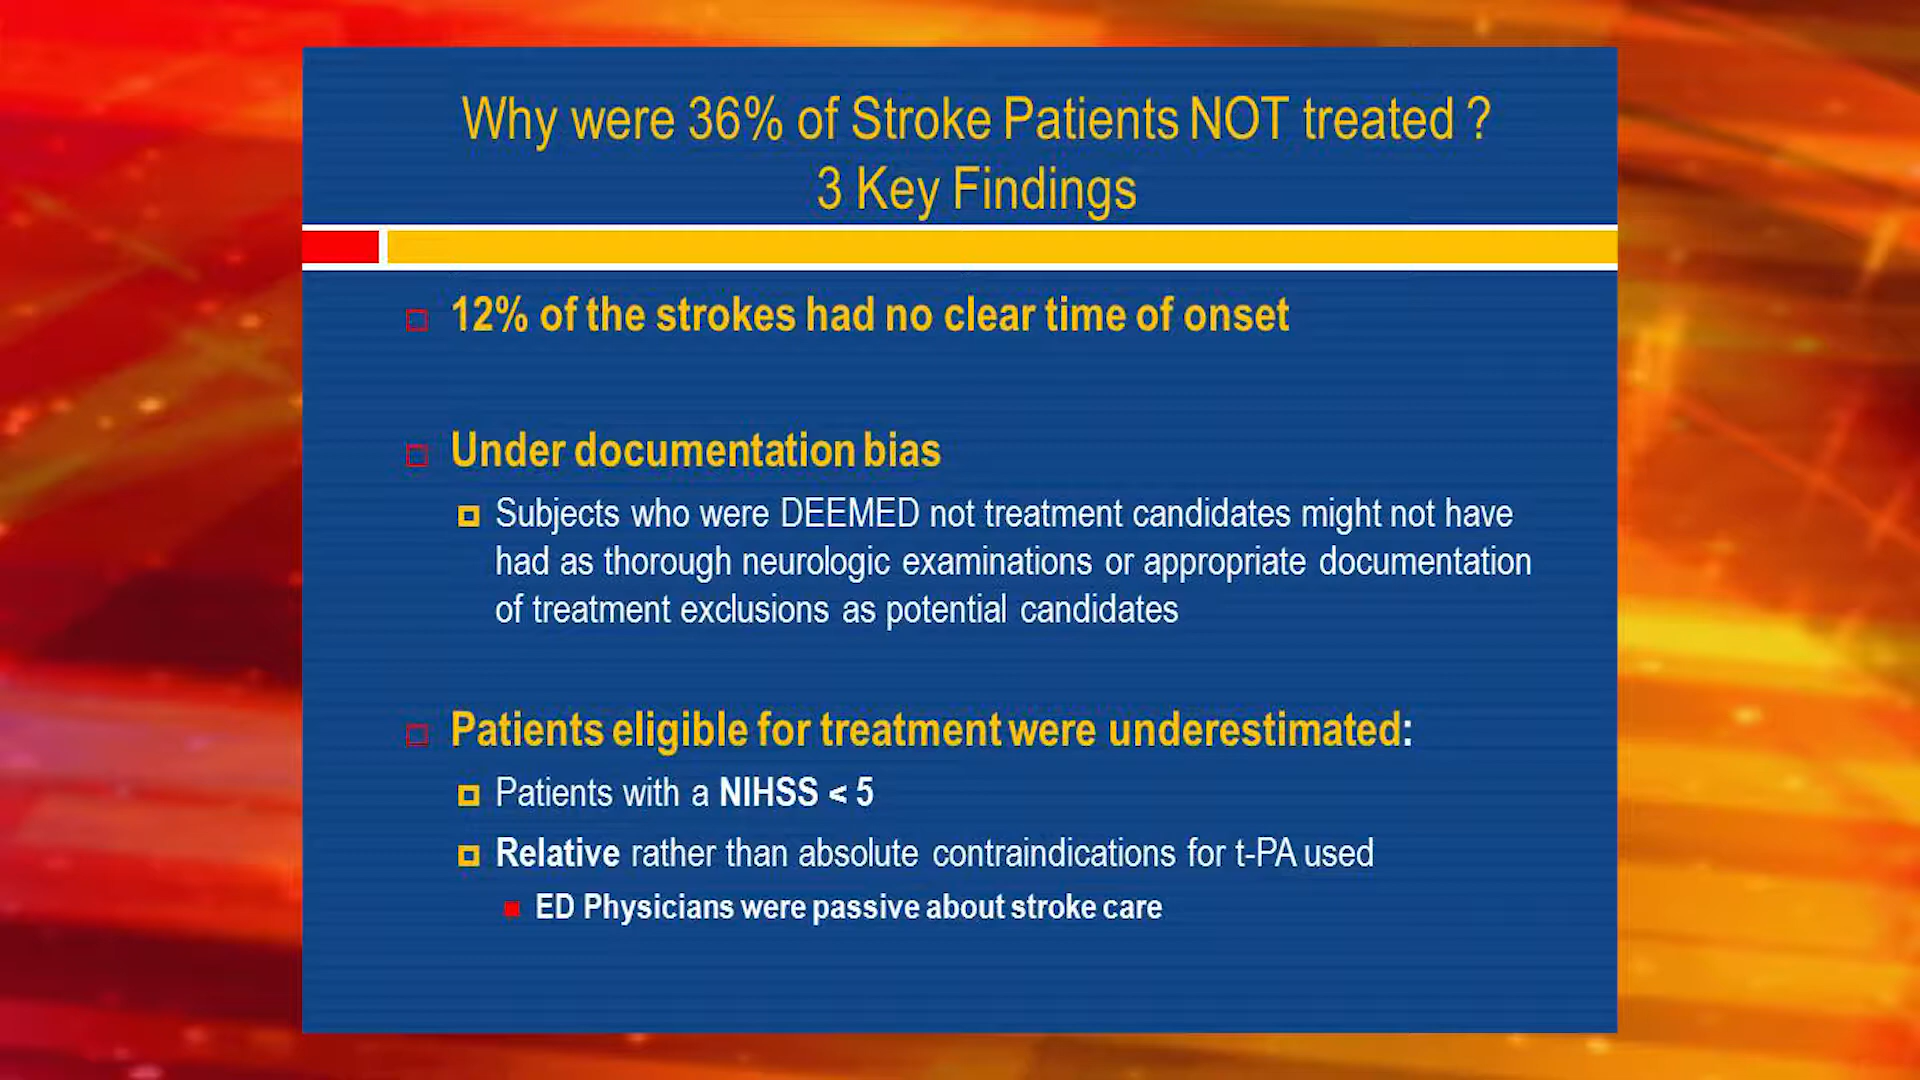 Why were 36% of Stroke Patients NOT treated ?
3 Key Findings
12% of the strokes had no clear time of onset
Under documentation bias
Subjects who were DEEMED not treatment candidates might not have
had as thorough neurologic examinations or appropriate documentation
of treatment exclusions as potential candidates
Patients eligible for treatment were underestimated:
Patients with a NIHSS < 5
Relative rather than absolute contraindications for t-PA used
ED Physicians were passive about stroke care